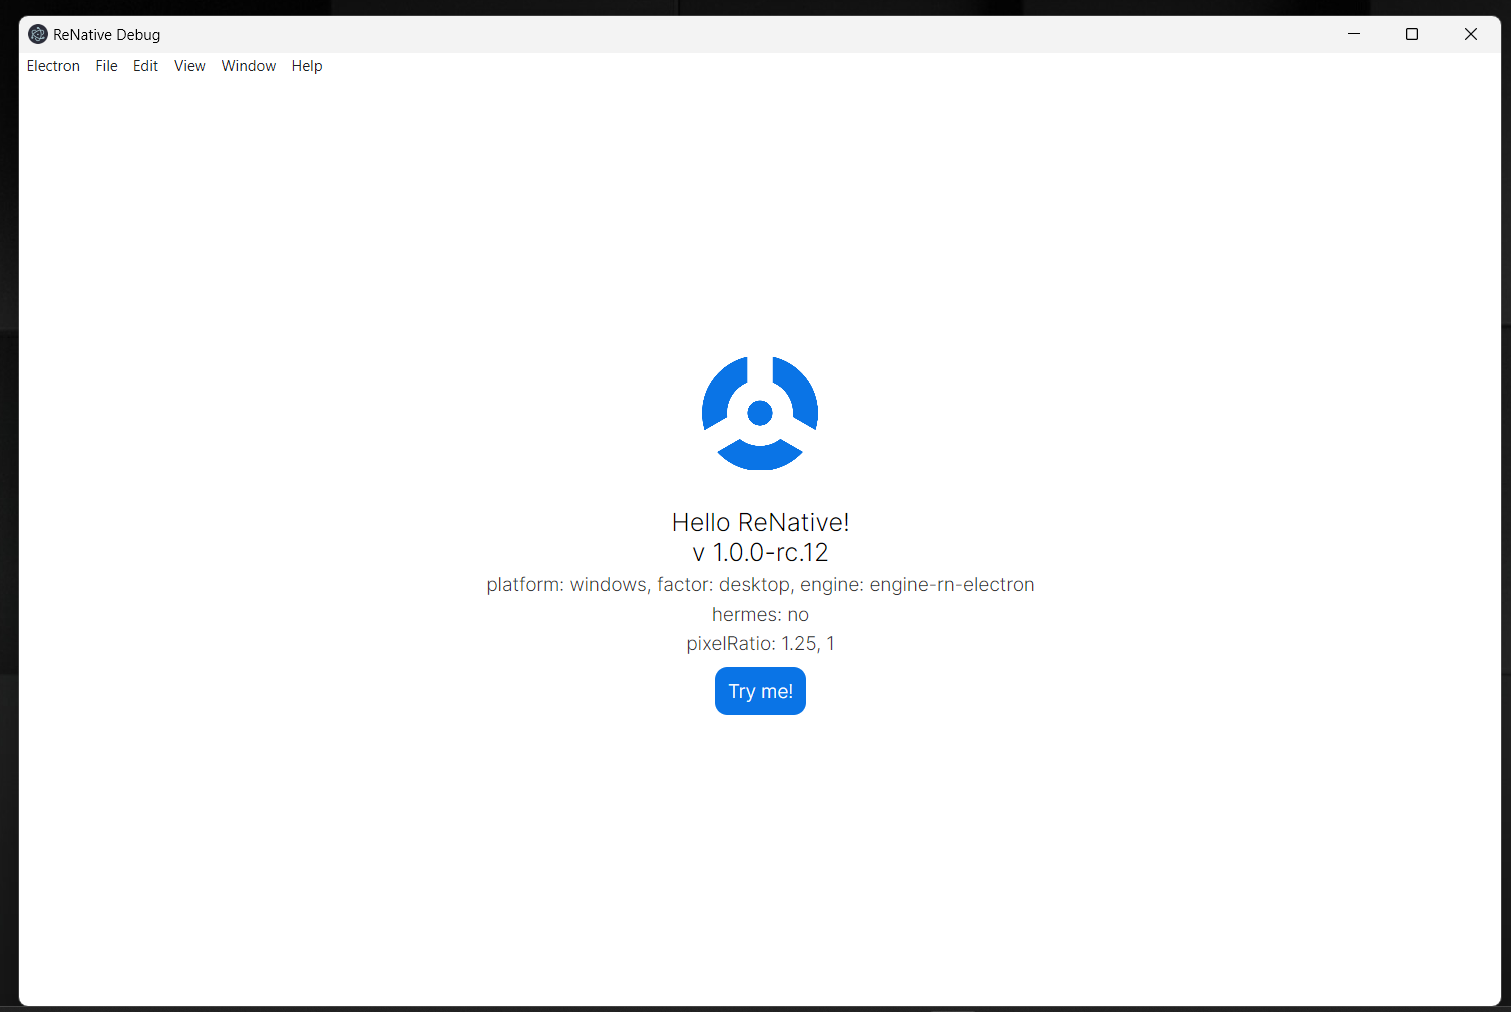 ReNative Debug
Electron File Edit View Window Help
Hello ReNative!
v 1.0.0-rc.12
platform: windows, factor: desktop, engine: engine-rn-electron
hermes: no
pixelRatio: 1.25, 1
Try me!